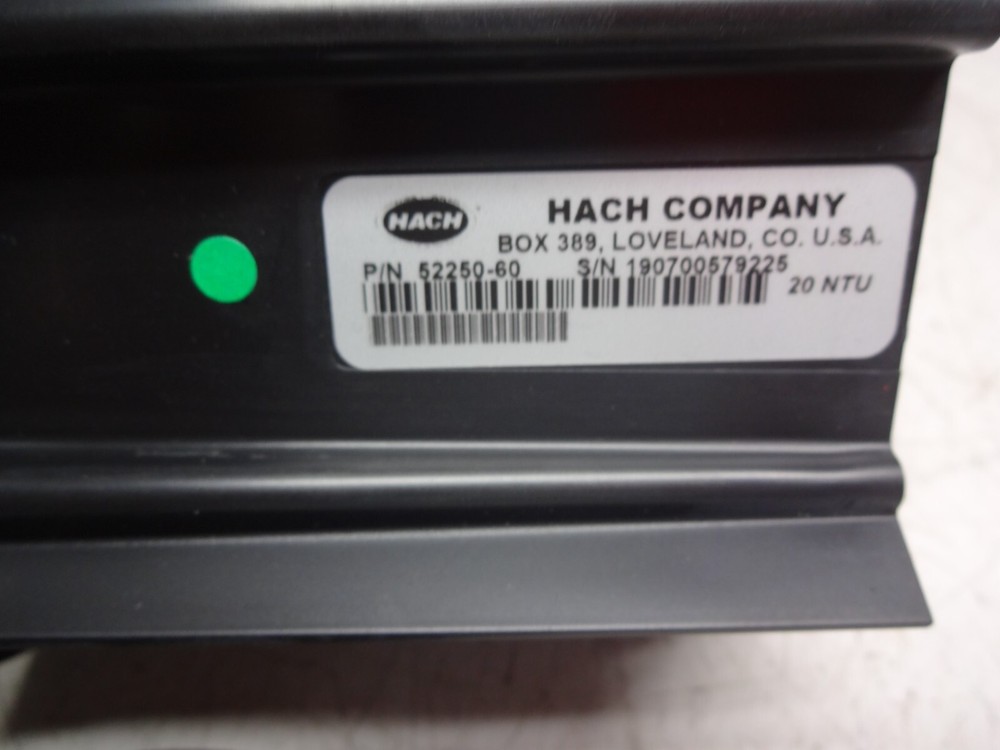 HACH
HACH COMPANY
BOX 389, LOVELAND, CO. U.S.A.
P/N 52250-60 S/N 190700579225
20 NTU